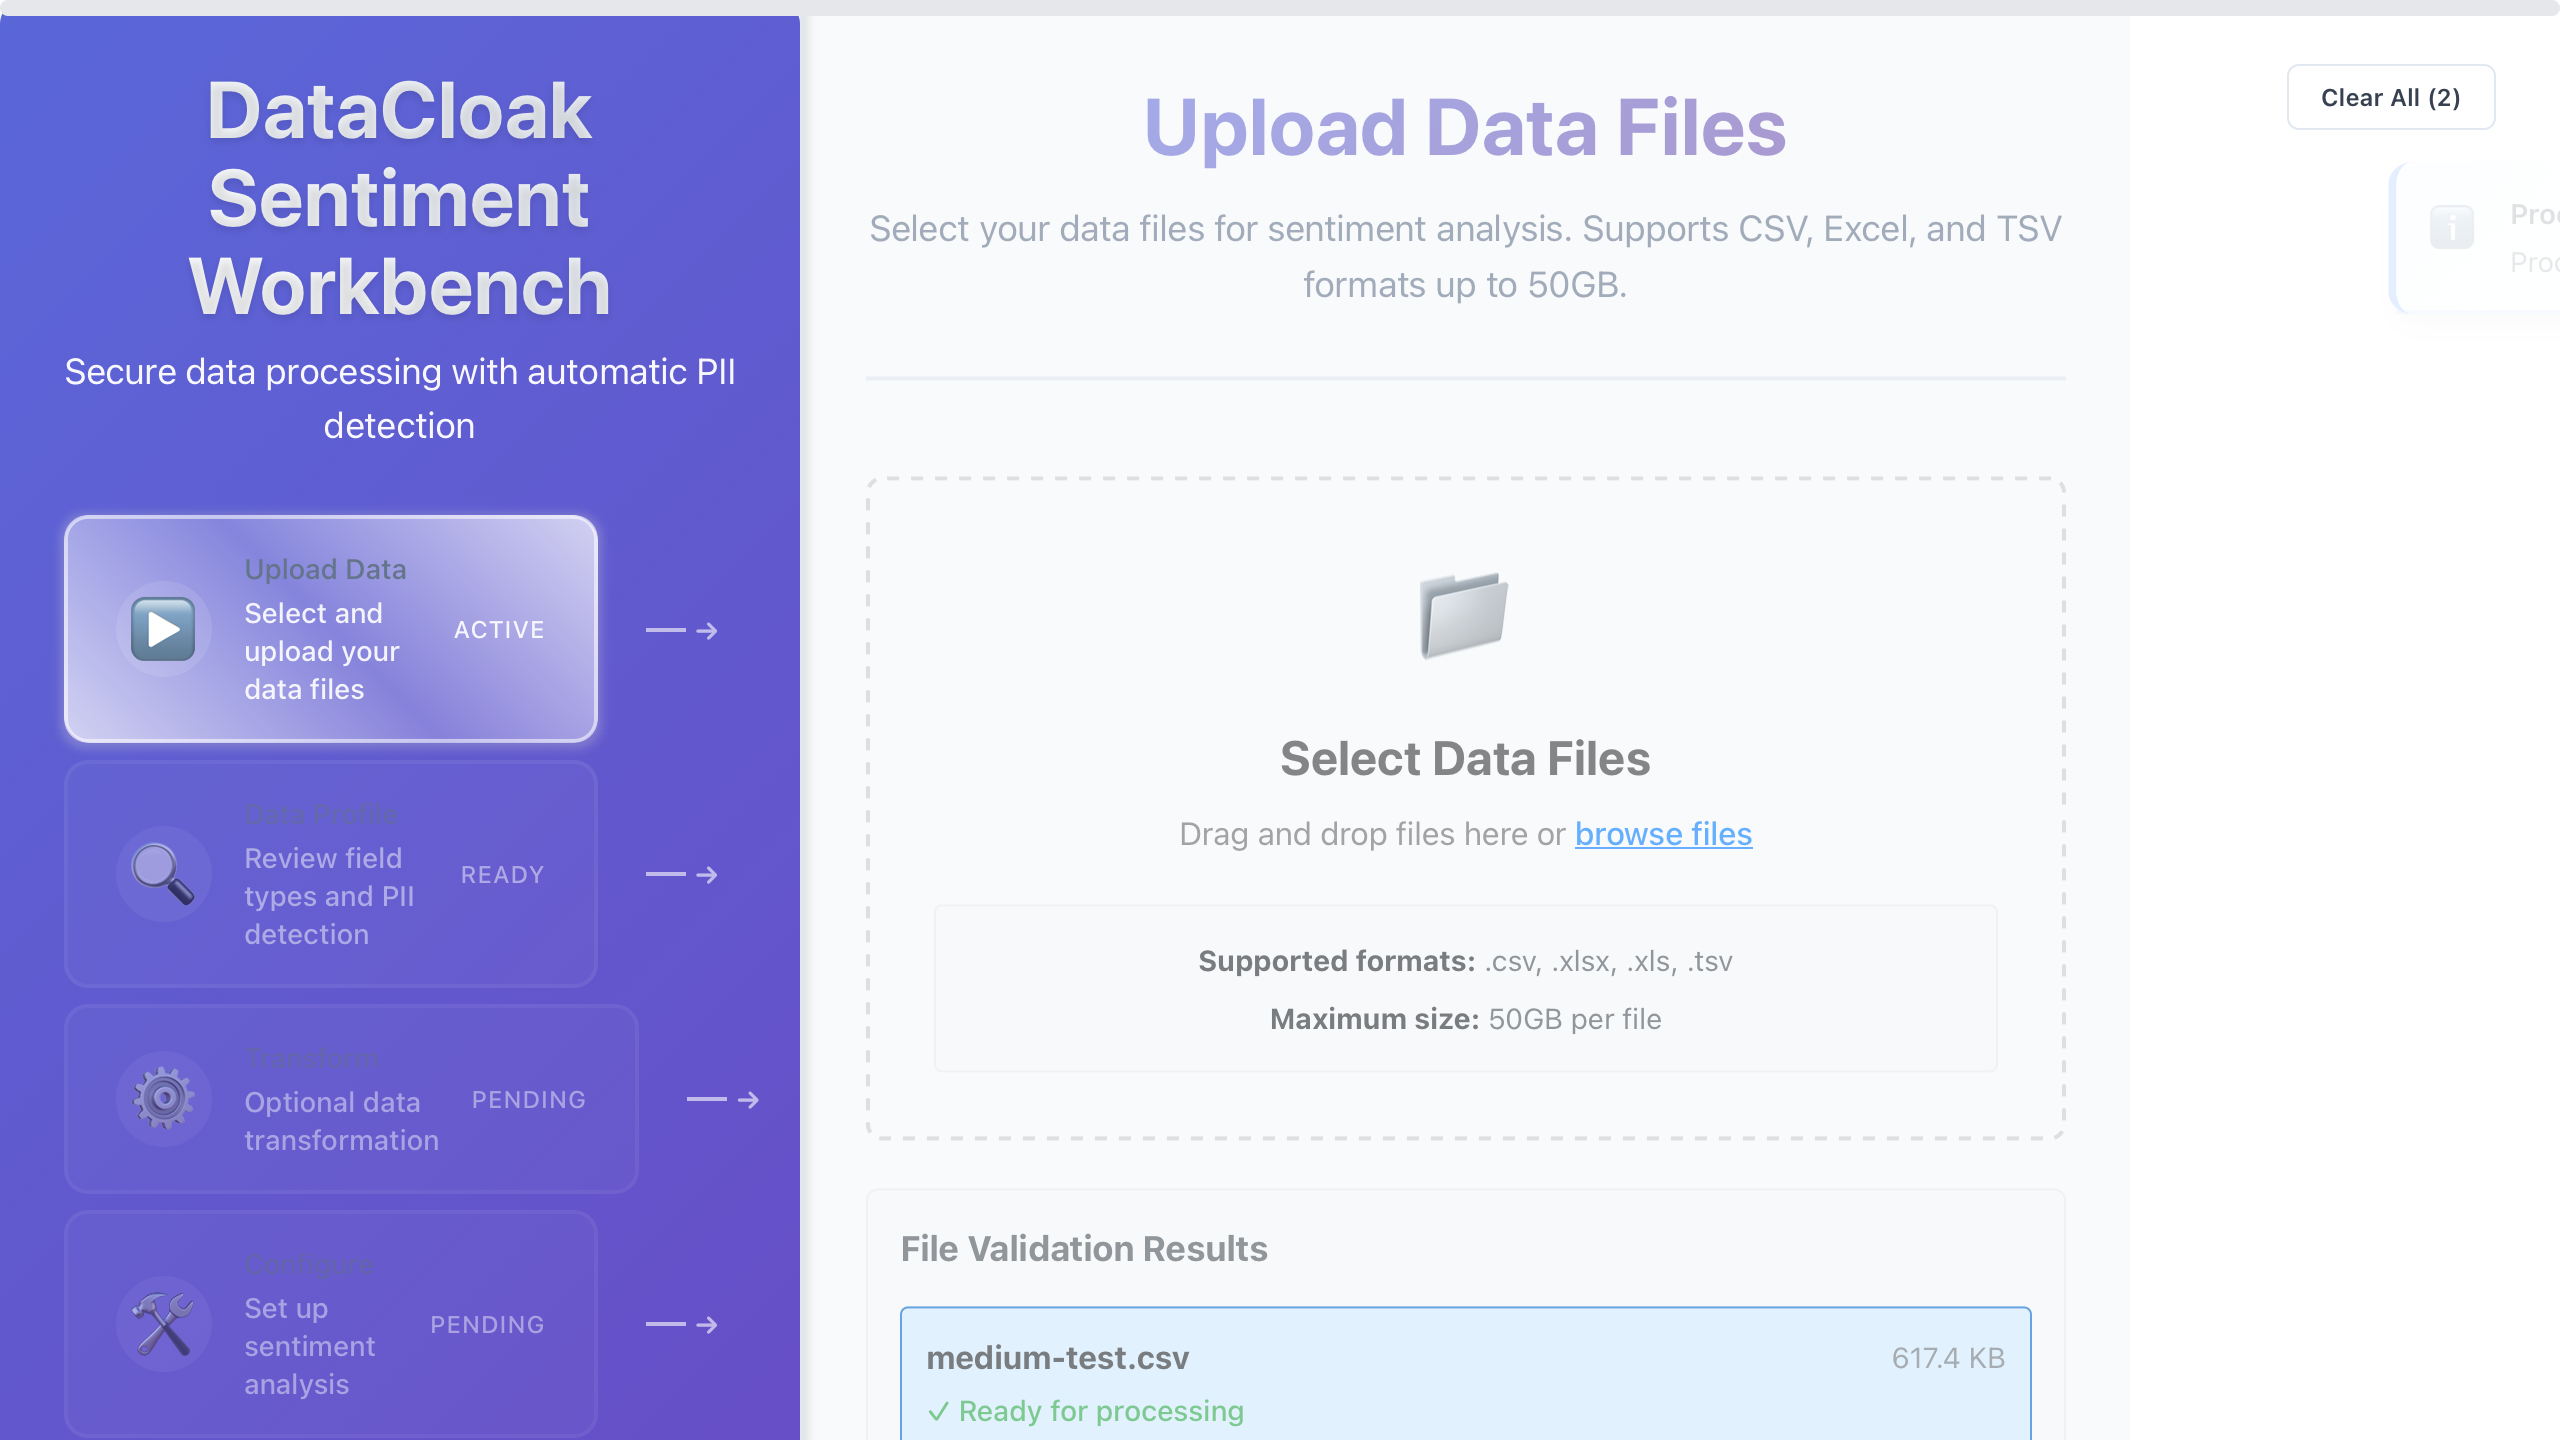 DataCloak
Sentiment
Workbench
Secure data processing with automatic PII
detection
Upload Data
Select and
upload your
data files
ACTIVE
Data Profile
Review field
types and PII
detection
READY
Transform
Optional data
transformation
PENDING
Configure
Set up
sentiment
analysis
PENDING
Upload Data Files
Select your data files for sentiment analysis. Supports CSV, Excel, and TSV
formats up to 50GB.
Select Data Files
Drag and drop files here or browse files
Supported formats: .csv, .xlsx, .xls, .tsv
Maximum size: 50GB per file
File Validation Results
medium-test.csv
617.4 KB
✓ Ready for processing
Clear All (2)